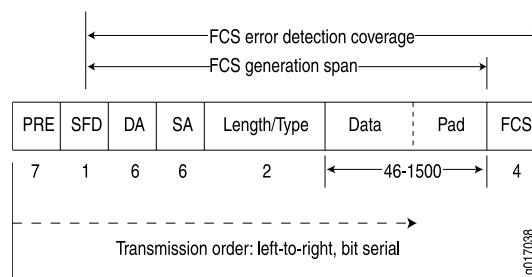 FCS error detection coverage
FCS generation span
PRE SFD DA SA Length/Type Data Pad FCS
7 1 6 6 2 46-1500 4
Transmission order: left-to-right, bit serial
g017038